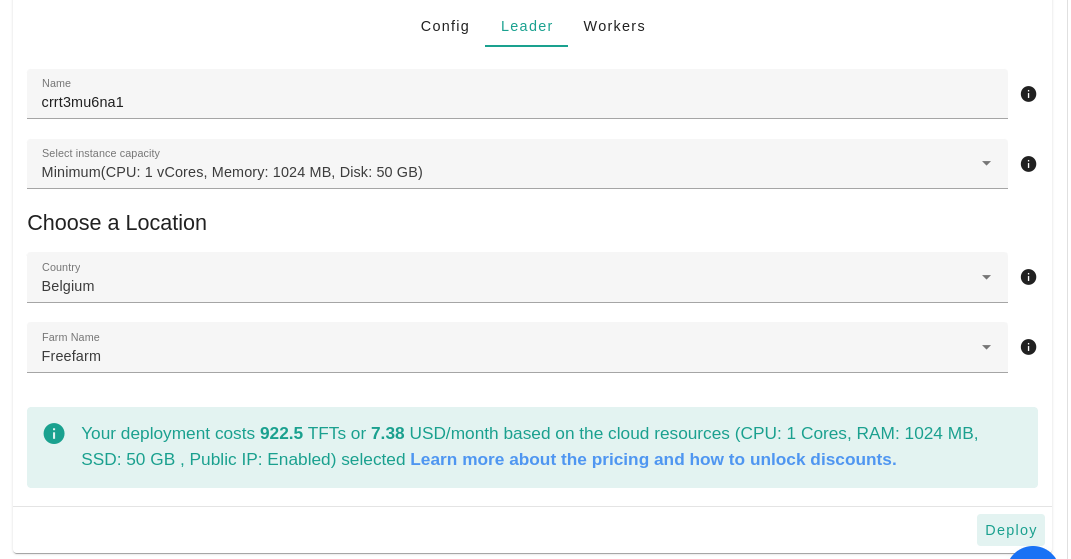 Config Leader Workers
Name
crrt3mu6na1
Select instance capacity
Minimum(CPU: 1 vCores, Memory: 1024 MB, Disk: 50 GB)
Choose a Location
Country
Belgium
Farm Name
Freefarm
Your deployment costs 922.5 TFTs or 7.38 USD/month based on the cloud resources (CPU: 1 Cores, RAM: 1024 MB,
SSD: 50 GB , Public IP: Enabled) selected Learn more about the pricing and how to unlock discounts.
Deploy